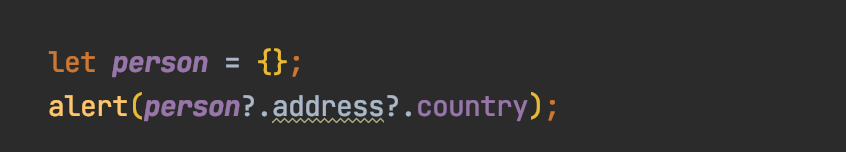 let person = {};
alert(person?.address?.country);